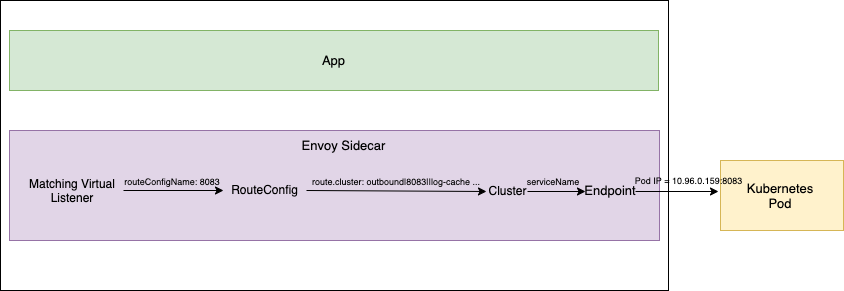 App
Envoy Sidecar
Matching Virtual
Listener
routeConfigName: 8083
RouteConfig
route.cluster: outbound|8083||log-cache ...
Cluster
serviceName
Endpoint
Pod IP = 10.96.0.159:8083
Kubernetes
Pod